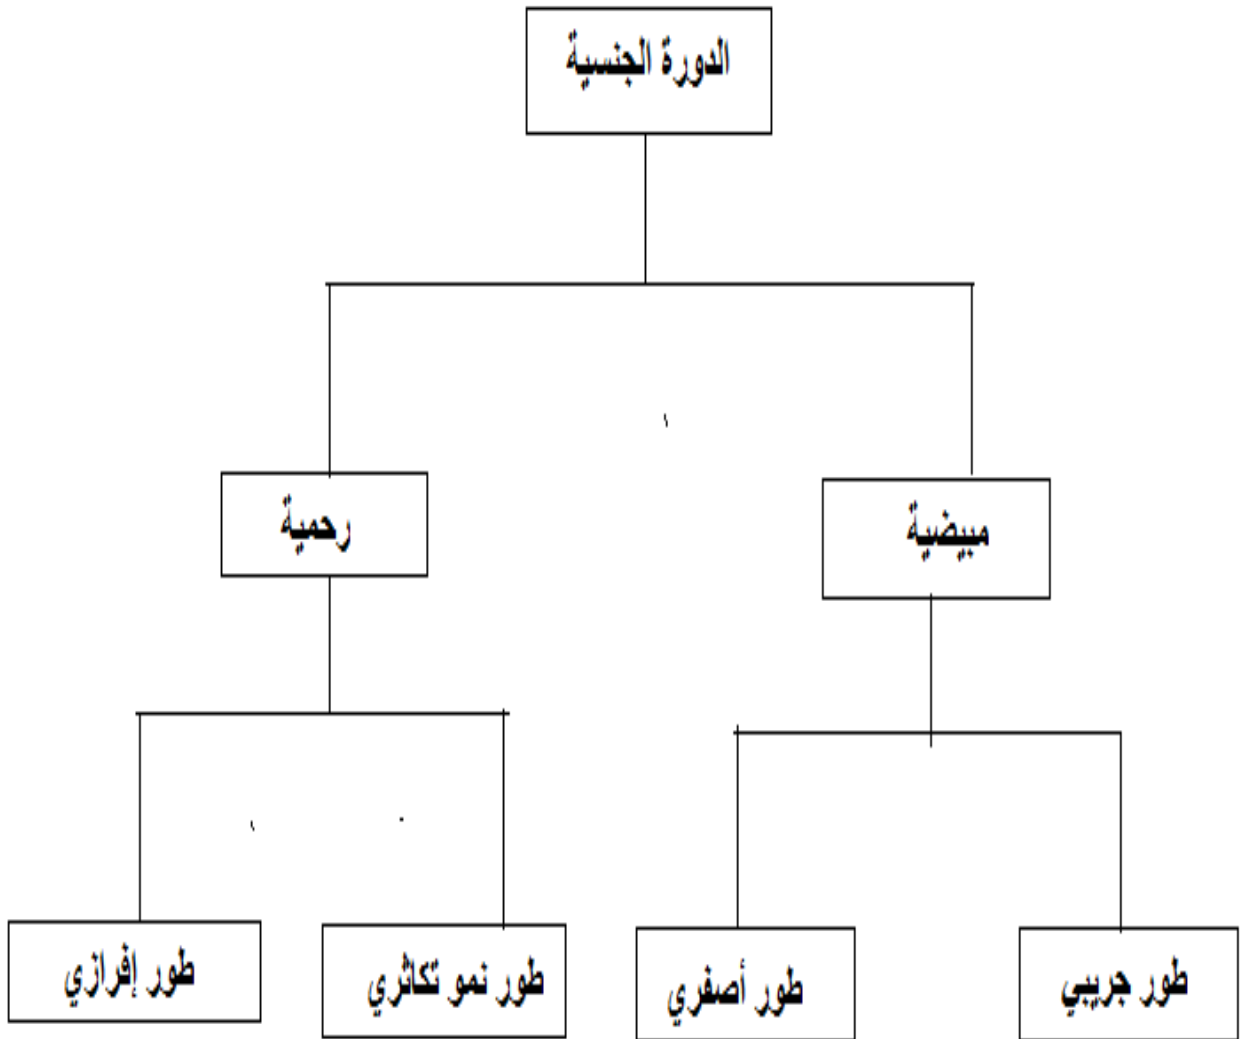 الدورة الجنسية
مبيضية
رحمية
طور جريبي
طور أصفري
طور نمو تكاثري
طور إفرازي